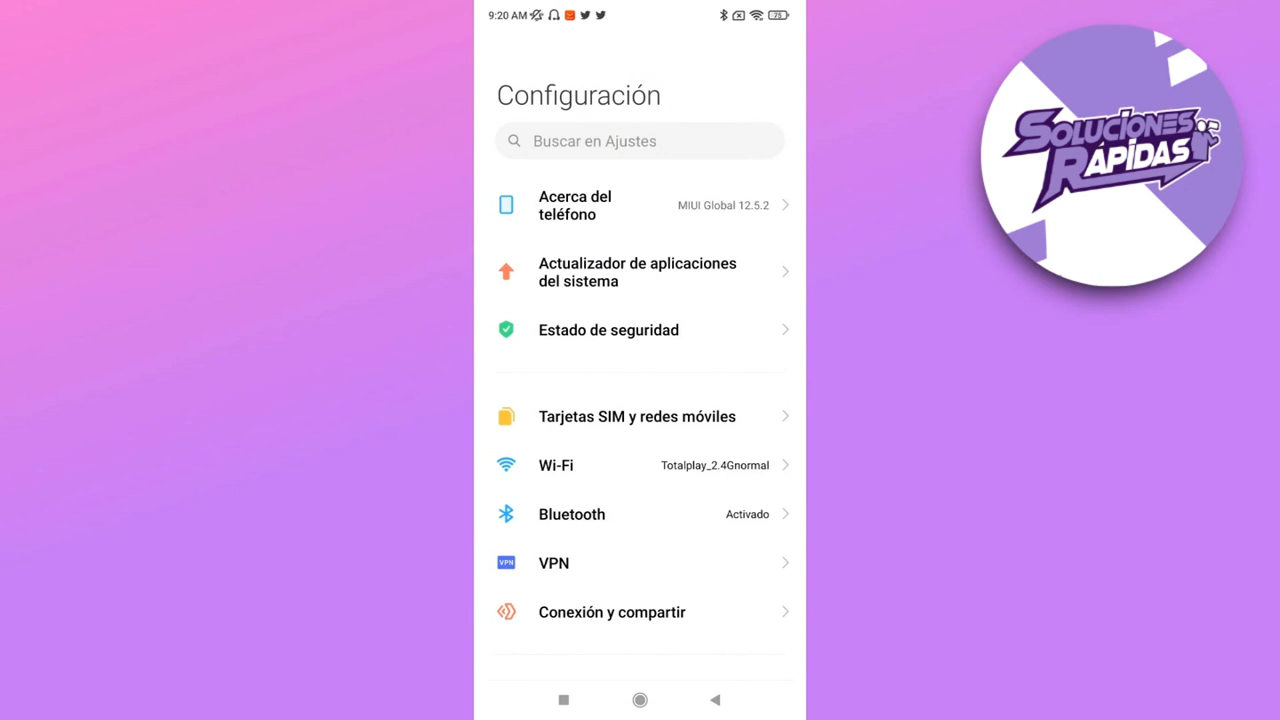 9:20 AM
75
Configuración
Buscar en Ajustes
Acerca del
teléfono
MIUI Global 12.5.2
Actualizador de aplicaciones
del sistema
Estado de seguridad
Tarjetas SIM y redes móviles
Wi-Fi
Totalplay_2.4Gnormal
Bluetooth
Activado
VPN
VPN
Conexión y compartir
SOLUCIONES
RÁPIDAS